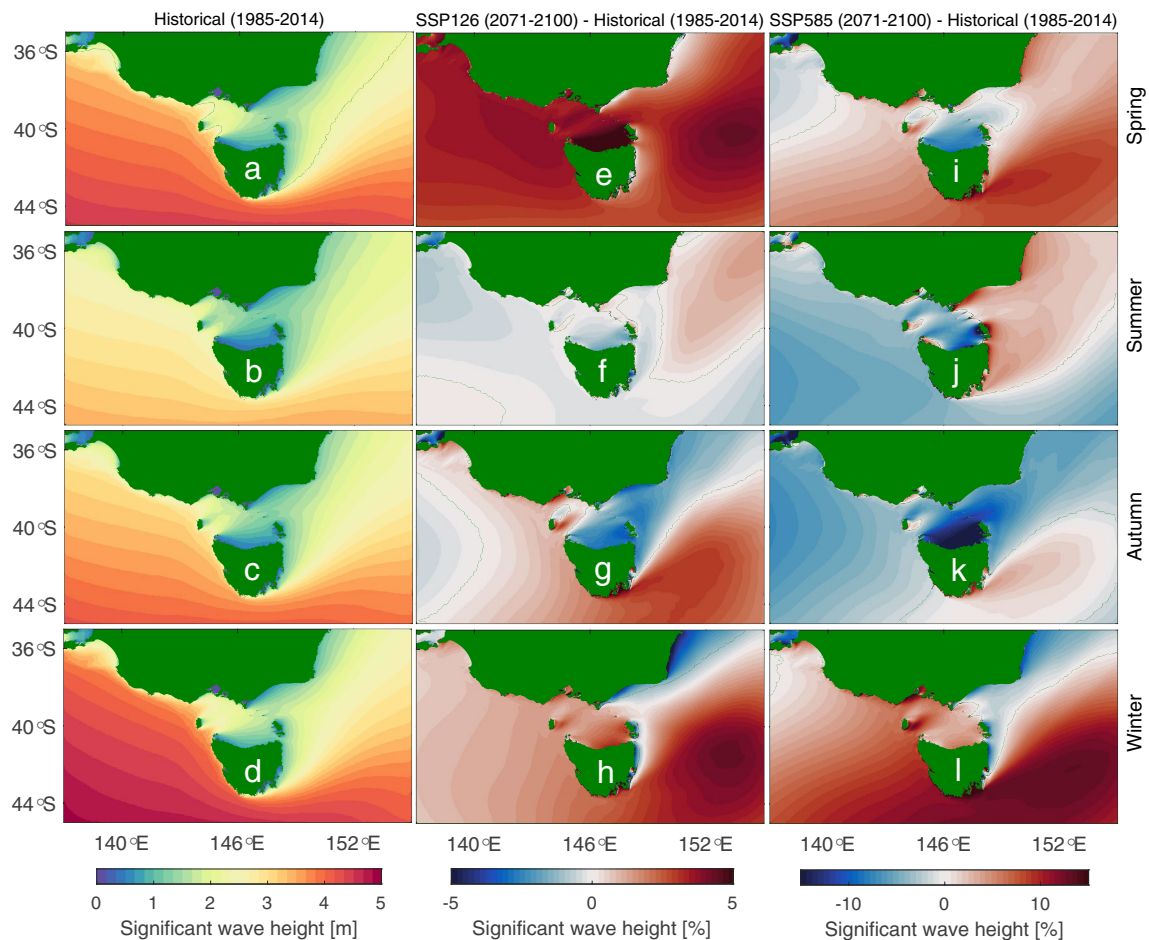 Historical (1985-2014)
SSP126 (2071-2100) - Historical (1985-2014)
SSP585 (2071-2100) - Historical (1985-2014)
36 °S
40 °S
44 °S
a
e
i
Spring
36 °S
40 °S
44 °S
b
f
j
Summer
36 °S
40 °S
44 °S
c
g
k
Autumn
36 °S
40 °S
44 °S
d
h
l
Winter
140 °E 146 °E 152 °E
140 °E 146 °E 152 °E
140 °E 146 °E 152 °E
0 1 2 3 4 5
Significant wave height [m]
-5 0 5
Significant wave height [%]
-10 0 10
Significant wave height [%]